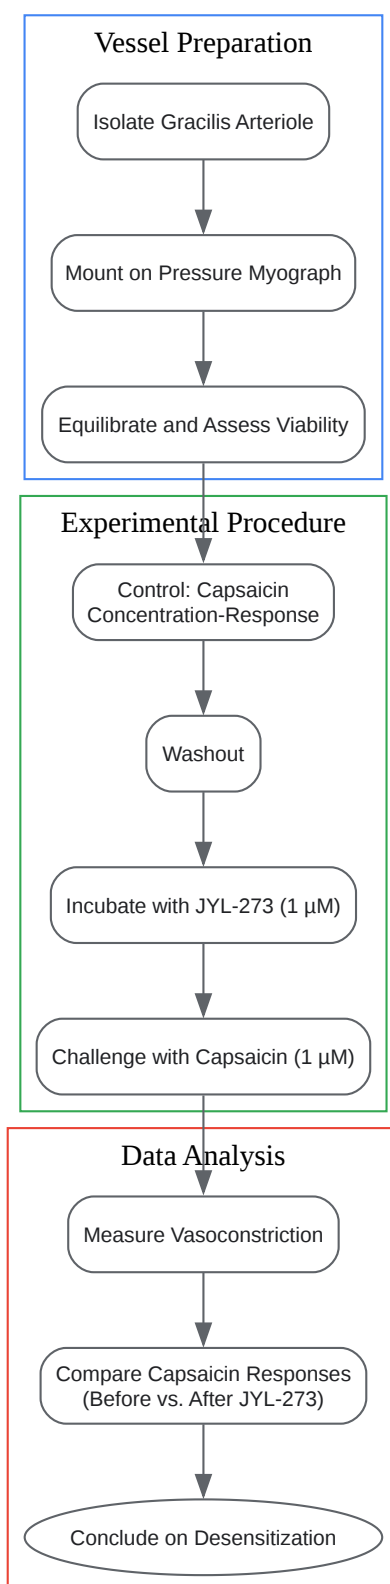 Vessel Preparation
Isolate Gracilis Arteriole
Mount on Pressure Myograph
Equilibrate and Assess Viability
Experimental Procedure
Control: Capsaicin
Concentration-Response
Washout
Incubate with JYL-273 (1 µM)
Challenge with Capsaicin (1 µM)
Data Analysis
Measure Vasoconstriction
Compare Capsaicin Responses
(Before vs. After JYL-273)
Conclude on Desensitization